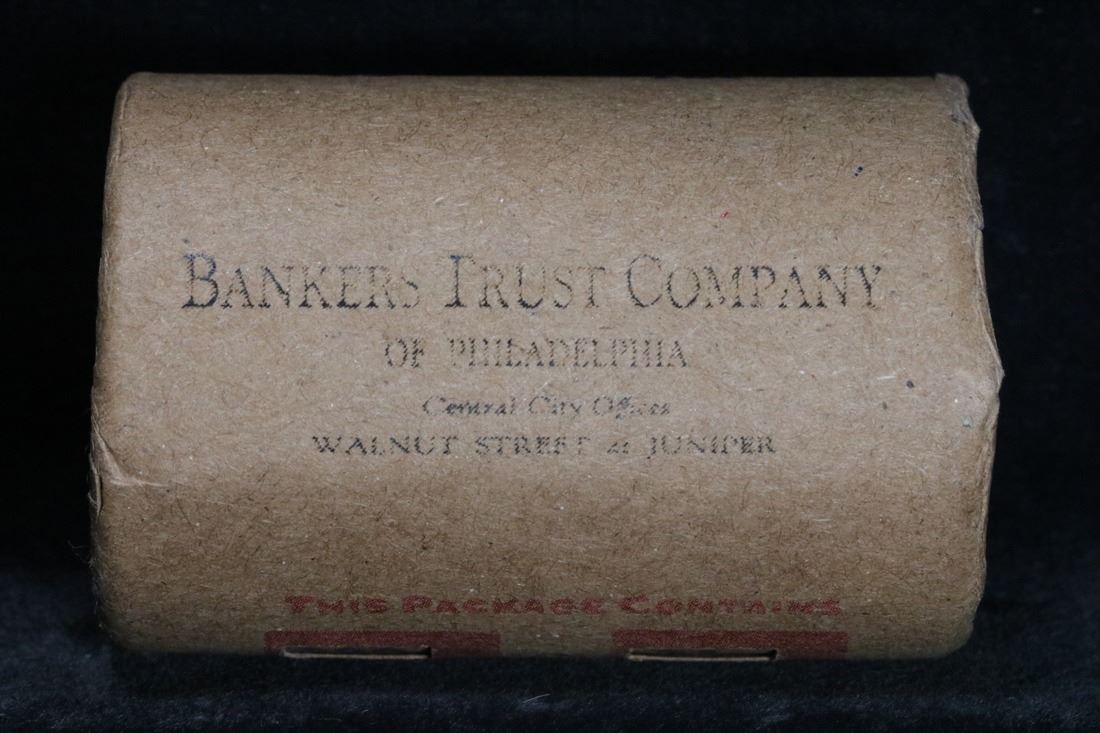 BANKERS TRUST COMPANY
OF PHILADELPHIA
Central City Offices
WALNUT STREET at JUNIPER
THIS PACKAGE CONTAINS